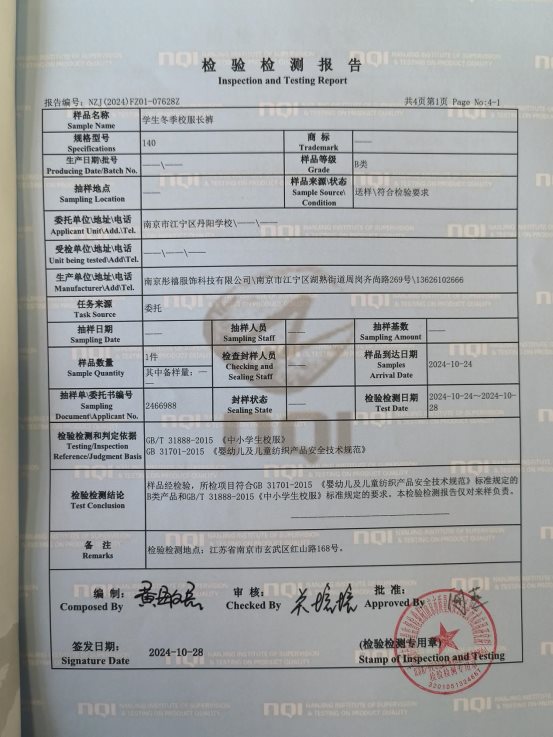 检验检测报告
Inspection and Testing Report
报告编号: NZJ(2024)FZ01-07628Z 共4页第1页 Page No:4-1
样品名称 学生冬季校服长裤
Sample Name
规格型号 140 商标 ——
Specifications Trademark
生产日期\批号 ——\—— 样品等级 B类
Producing Date/Batch No. Grade
抽样地点 —— 样品来源\状态 送样\符合检验要求
Sampling Location Sample Source\ Condition
委托单位\地址\电话 南京市江宁区丹阳学校\——\——
Applicant Unit\Add\Tel.
受检单位\地址\电话 ——\——\——
Unit being tested\Add\Tel.
生产单位\地址\电话 南京彤禧服饰科技有限公司\南京市江宁区湖熟街道周岗齐尚路269号\13626102666
Manufacturer\Add\Tel.
任务来源 委托
Task Source
抽样日期 —— 抽样人员 —— 抽样基数 ——
Sampling Date Sampling Staff Sampling Amount
样品数量 1件 检查封样人员 —— 样品到达日期 2024-10-24
Sample Quantity 其中备样量: —— Checking and Sealing Staff Samples Arrival Date
抽样单\委托书编号 2466988 封样状态 —— 检验检测日期 2024-10-24~2024-10-28
Sampling Document\Applicant No. Sealing State Test Date
检验检测和判定依据 GB/T 31888-2015 《中小学生校服》
Testing/Inspection Reference/Judgment Basis GB 31701-2015 《婴幼儿及儿童纺织产品安全技术规范》
检验检测结论 样品经检验,所检项目符合GB 31701-2015 《婴幼儿及儿童纺织产品安全技术规范》标准规定的
Test Conclusion B类产品和GB/T 31888-2015《中小学生校服》标准规定的要求。本检验检测报告仅对来样负责。
备 注 检验检测地点: 江苏省南京市玄武区红山路168号。
Remarks
编 制: 审 核: 批 准:
Composed By Checked By Approved By
签发日期: 2024-10-28 (检验检测专用章)
Signature Date Stamp of Inspection and Testing
NQI
NANJING INSTITUTE OF SUPERVISION
& TESTING ON PRODUCT QUALITY